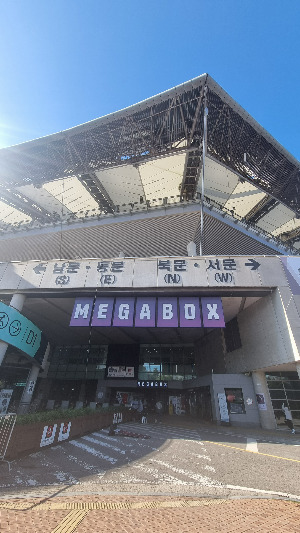 ← 남문 · 동문 북문 · 서문 →
(S) (E) (N) (W)
MEGABOX
MEGABOX